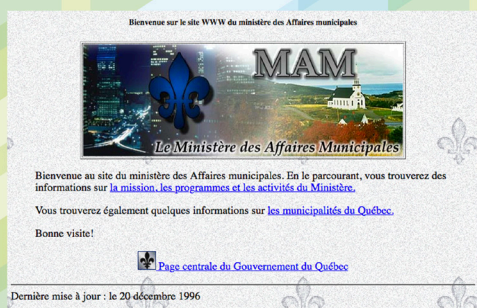 Bienvenue sur le site WWW du ministère des Affaires municipales
MAM
Le Ministère des Affaires Municipales
Bienvenue au site du ministère des Affaires municipales. En le parcourant, vous trouverez des
informations sur la mission, les programmes et les activités du Ministère.
Vous trouverez également quelques informations sur les municipalités du Québec.
Bonne visite!
Page centrale du Gouvernement du Québec
Dernière mise à jour : le 20 décembre 1996